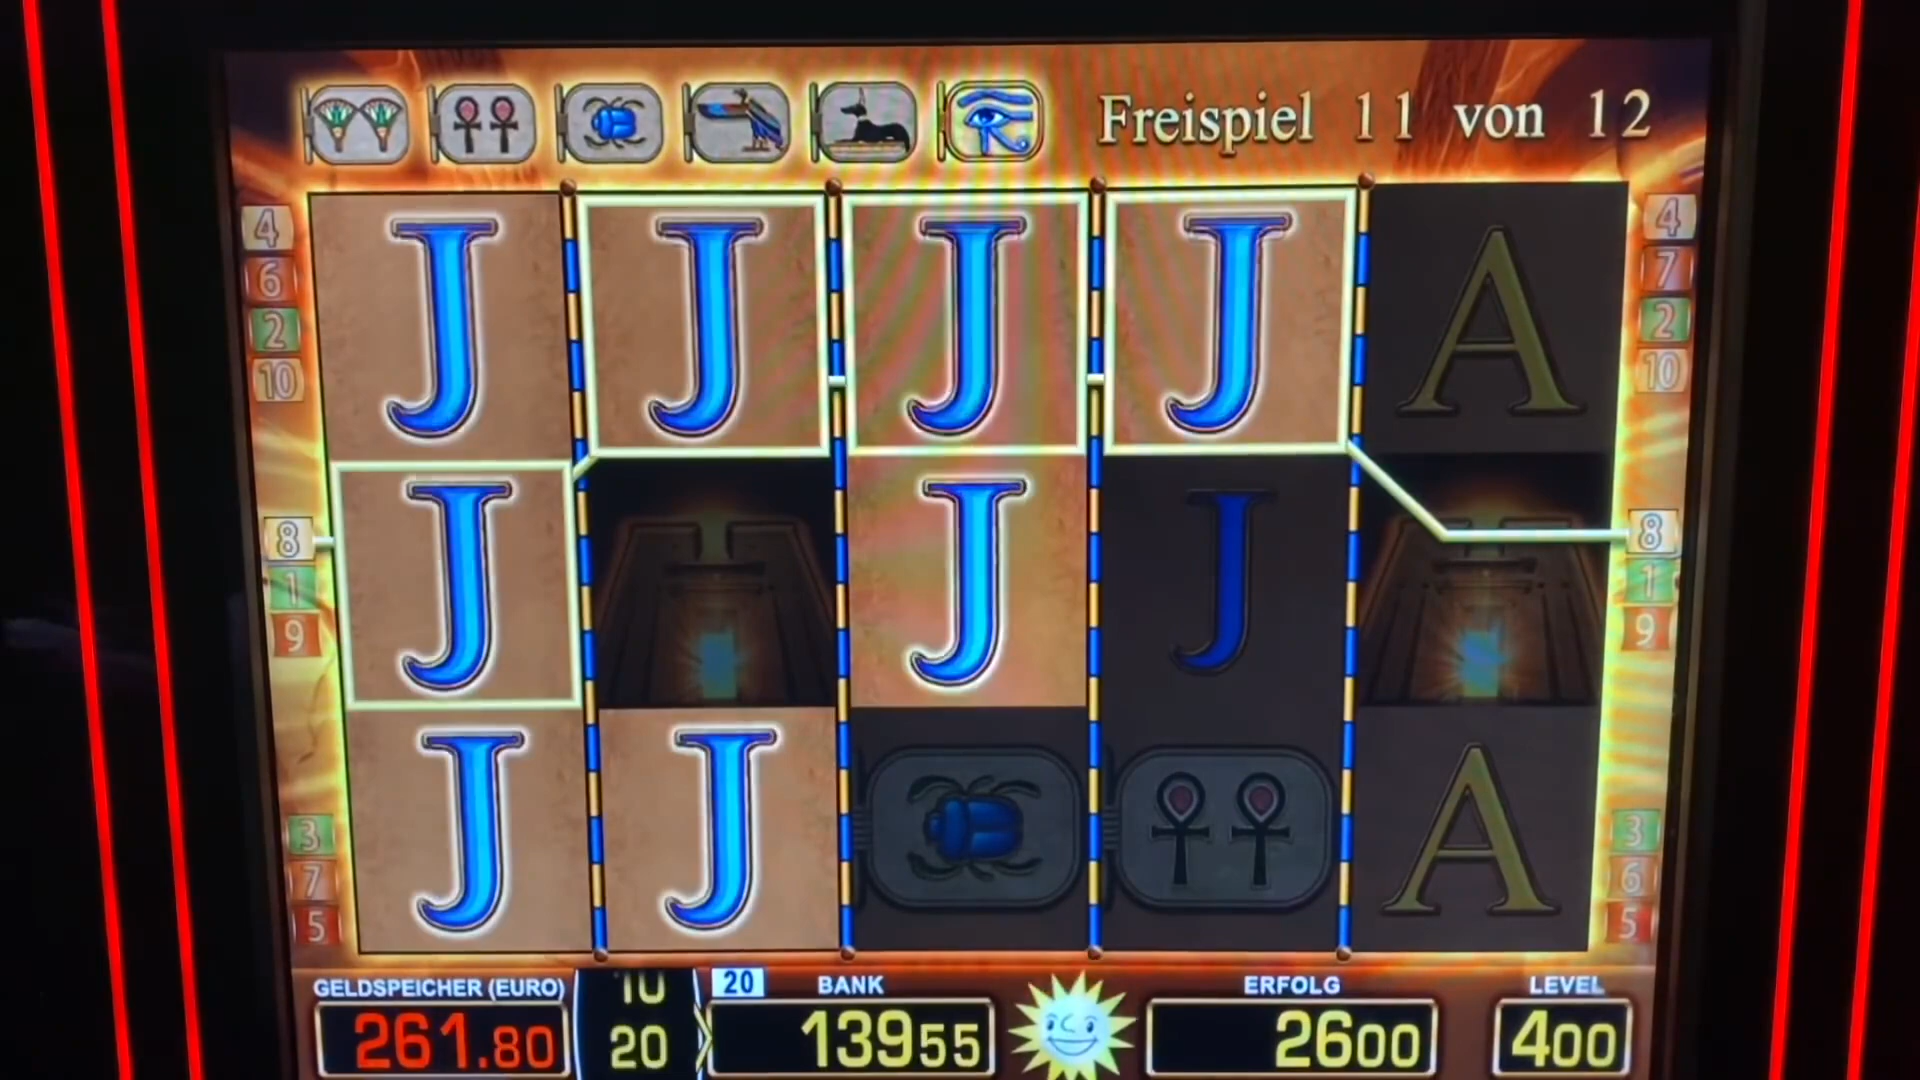 Freispiel 11 von 12
J J J J A
4 4
6 7
2 2
10 10
J J J
8 8
1 1
9 9
J J A
3 3
7 6
5 5
GELDSPEICHER (EURO) 10 20 BANK ERFOLG LEVEL
261.80 20 13955 2600 400